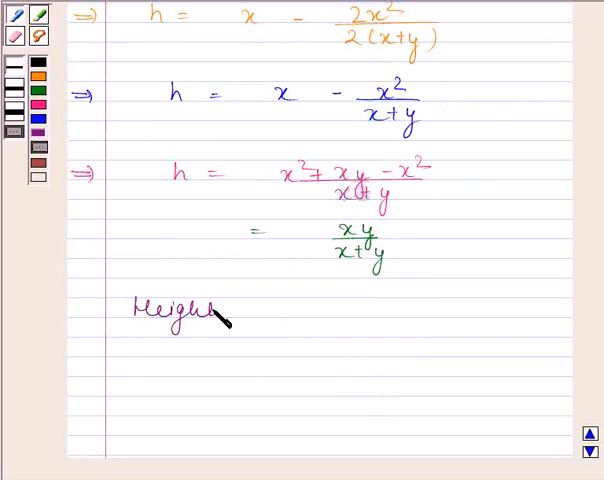 ⇒ h = x - 2x²/2(x+y)
⇒ h = x - x²/x+y
⇒ h = x² + xy - x²/x+y
= xy/x+y
Height